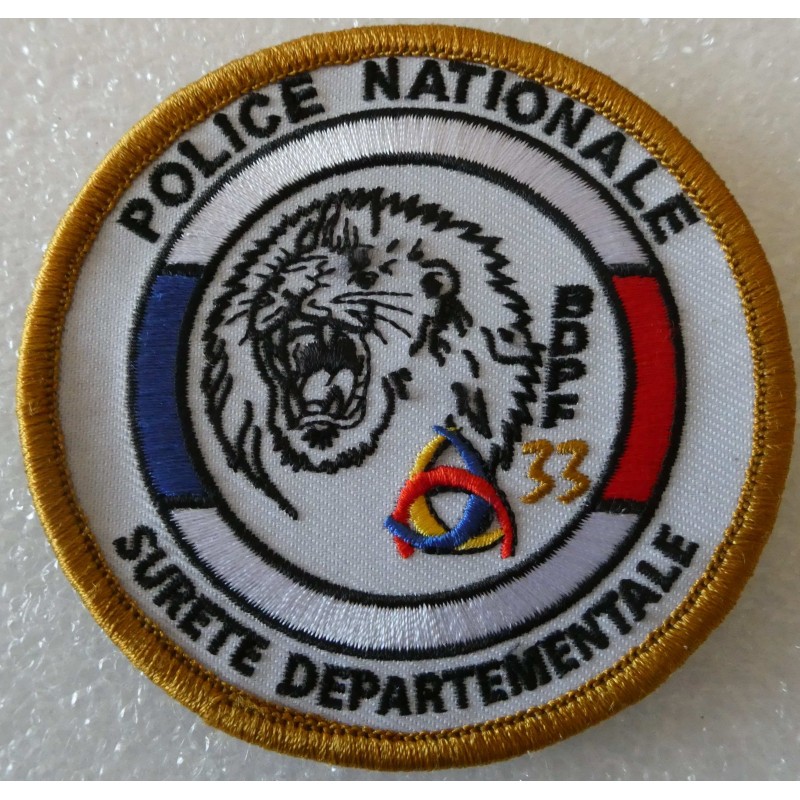 POLICE NATIONALE
BDPF
33
SURETE DEPARTEMENTALE